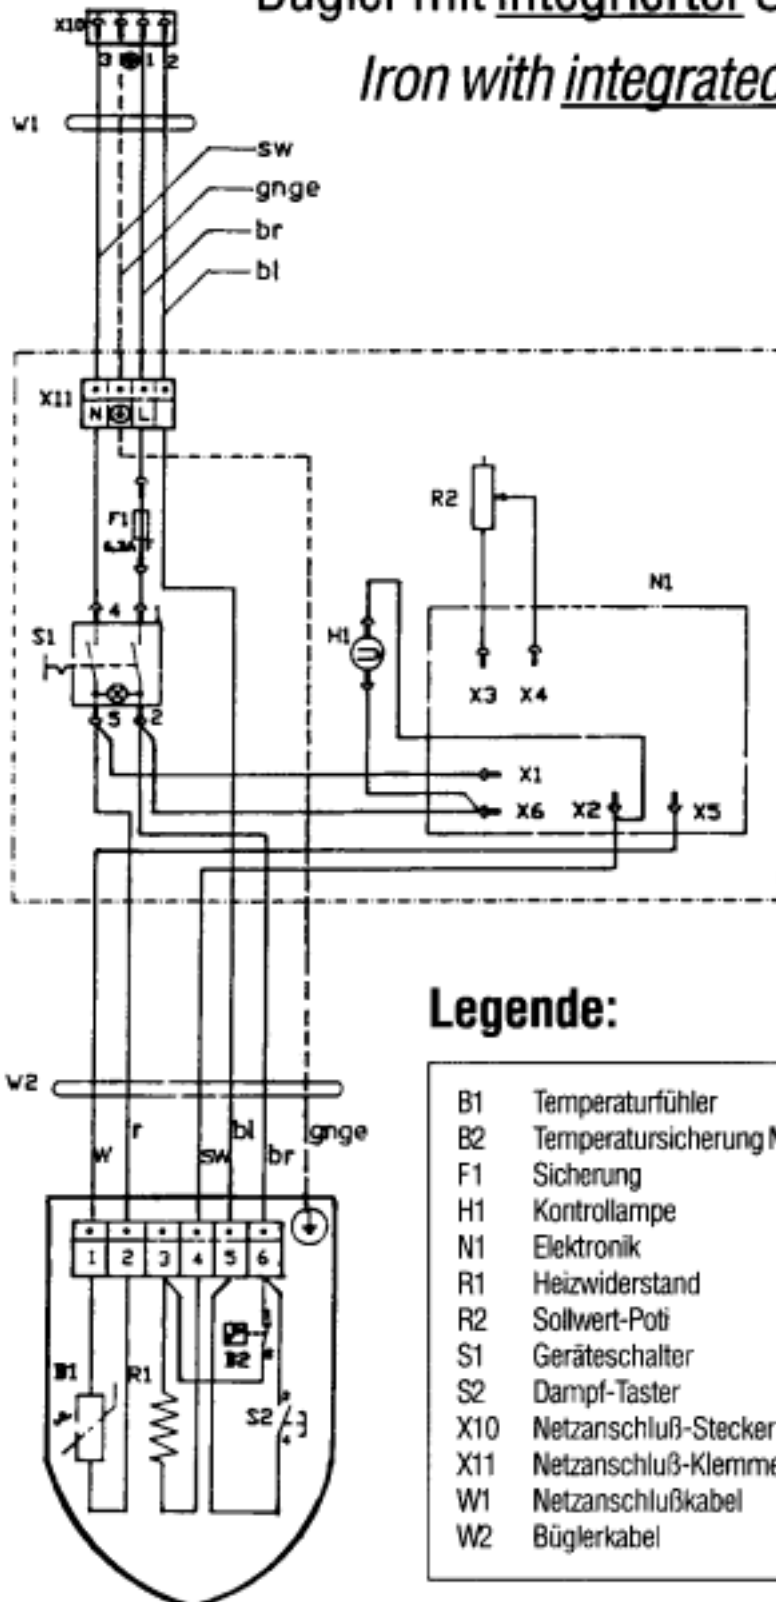 Iron with integrated
X10
3 1 2
W1
sw
gnge
br
bl
X11
N L
R2
F1
N1
4 1
S1
H1
X3 X4
5 2
X1
X6 X2 X5
Legende:
W2
r bl gnge
w sw br
1 2 3 4 5 6
B2
B1 R1
S2
B1 Temperaturfühler
B2 Temperatursicherung
F1 Sicherung
H1 Kontrollampe
N1 Elektronik
R1 Heizwiderstand
R2 Sollwert-Poti
S1 Geräteschalter
S2 Dampf-Taster
X10 Netzanschluß-Stecker
X11 Netzanschluß-Klemme
W1 Netzanschlußkabel
W2 Büglerkabel